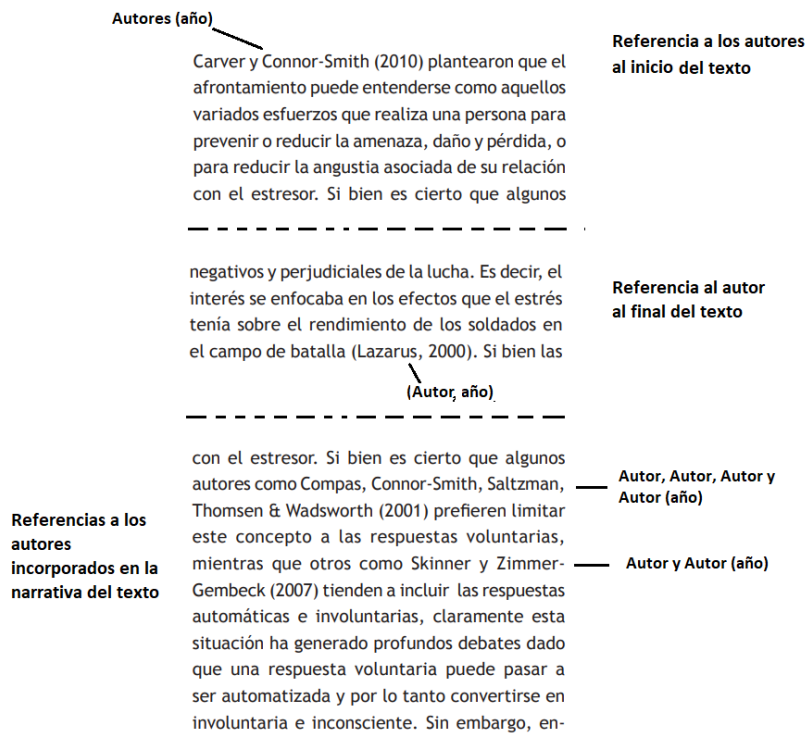 Autores (año)
Carver y Connor-Smith (2010) plantearon que el
afrontamiento puede entenderse como aquellos
variados esfuerzos que realiza una persona para
prevenir o reducir la amenaza, daño y pérdida, o
para reducir la angustia asociada de su relación
con el estresor. Si bien es cierto que algunos
Referencia a los autores
al inicio del texto
negativos y perjudiciales de la lucha. Es decir, el
interés se enfocaba en los efectos que el estrés
tenía sobre el rendimiento de los soldados en
el campo de batalla (Lazarus, 2000). Si bien las
(Autor, año)
Referencia al autor
al final del texto
Referencias a los
autores
incorporados en la
narrativa del texto
con el estresor. Si bien es cierto que algunos
autores como Compas, Connor-Smith, Saltzman,
Thomsen & Wadsworth (2001) prefieren limitar
este concepto a las respuestas voluntarias,
mientras que otros como Skinner y Zimmer-
Gembeck (2007) tienden a incluir las respuestas
automáticas e involuntarias, claramente esta
situación ha generado profundos debates dado
que una respuesta voluntaria puede pasar a
ser automatizada y por lo tanto convertirse en
involuntaria e inconsciente. Sin embargo, en-
Autor, Autor, Autor y
Autor (año)
Autor y Autor (año)